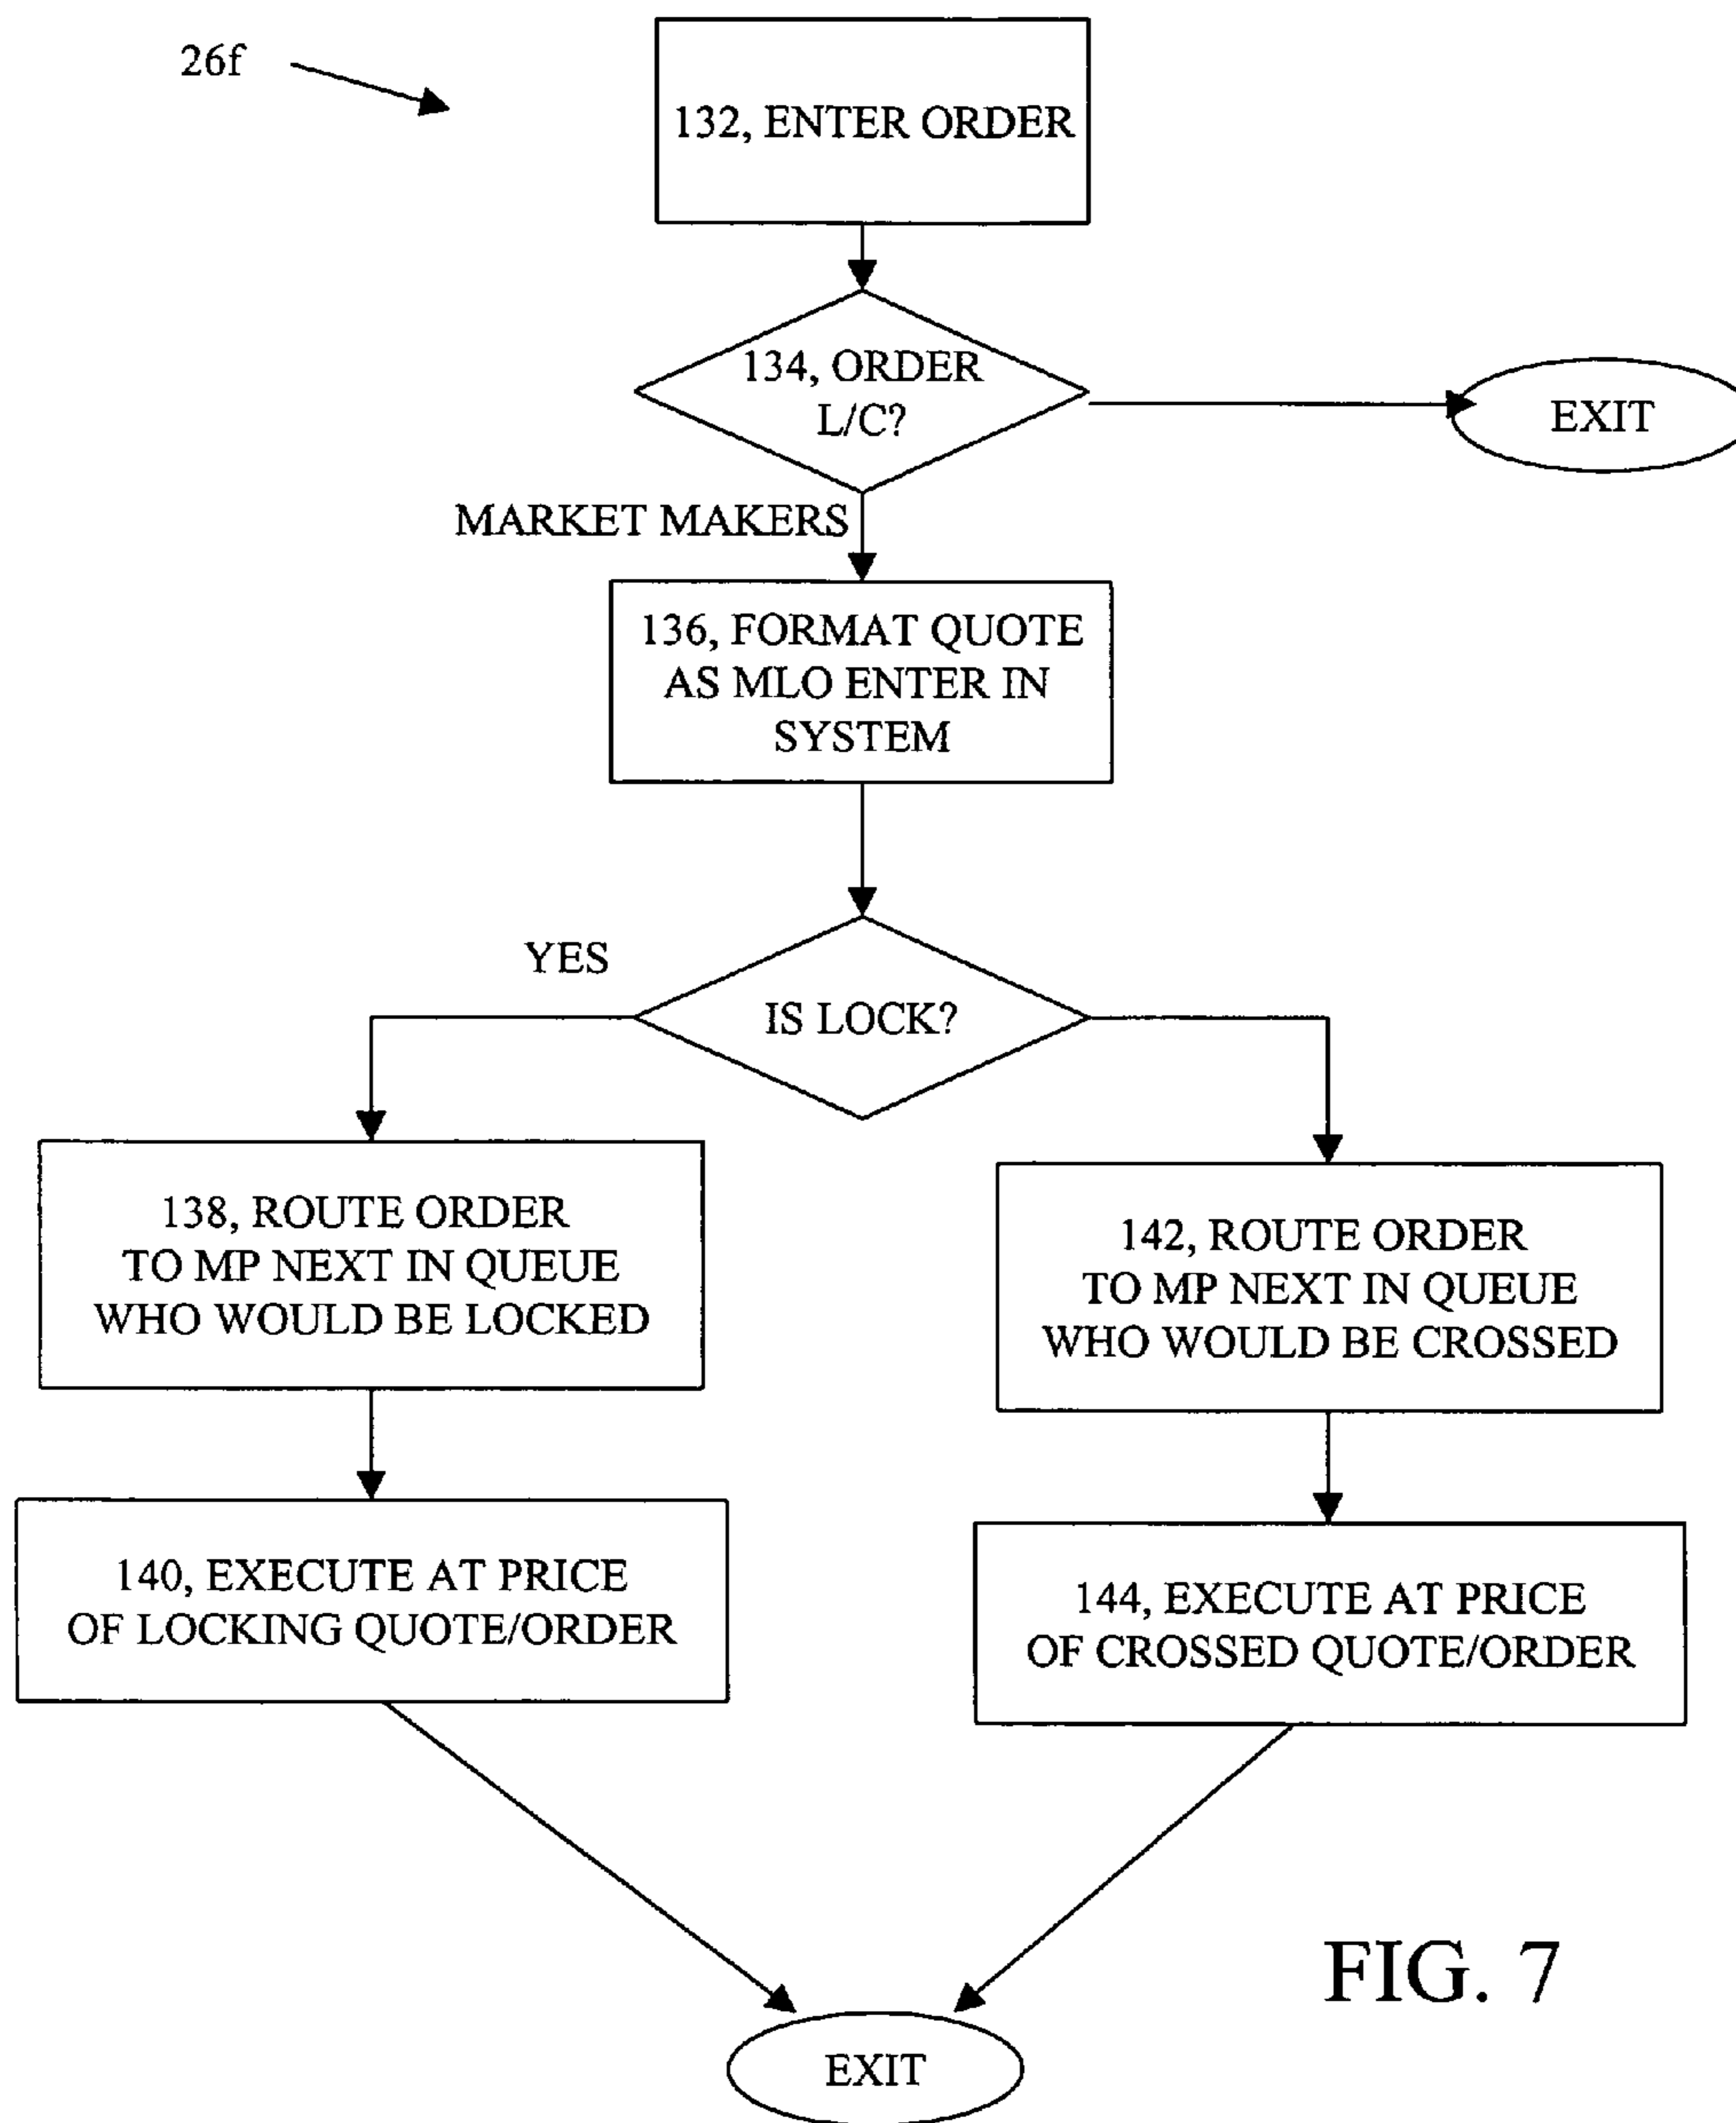 26f
132, ENTER ORDER
134, ORDER
L/C?
EXIT
MARKET MAKERS
136, FORMAT QUOTE
AS MLO ENTER IN
SYSTEM
YES
IS LOCK?
138, ROUTE ORDER
TO MP NEXT IN QUEUE
WHO WOULD BE LOCKED
142, ROUTE ORDER
TO MP NEXT IN QUEUE
WHO WOULD BE CROSSED
140, EXECUTE AT PRICE
OF LOCKING QUOTE/ORDER
144, EXECUTE AT PRICE
OF CROSSED QUOTE/ORDER
FIG. 7
EXIT